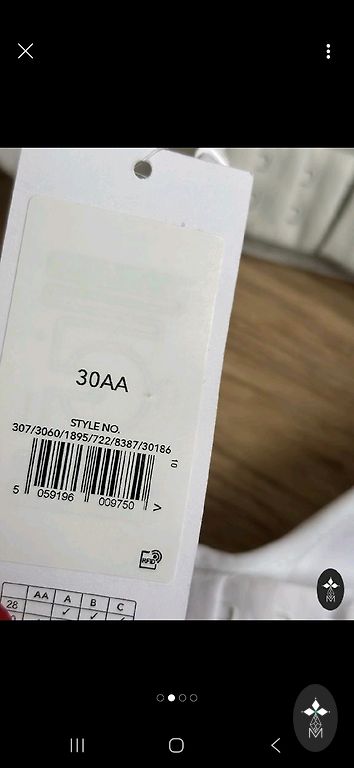 30AA
STYLE NO.
307/3060/1895/722/8387/30186
10
5 059196 009750 >
RFID
AA A B C
28 ✓ ✓ ✓
M
M